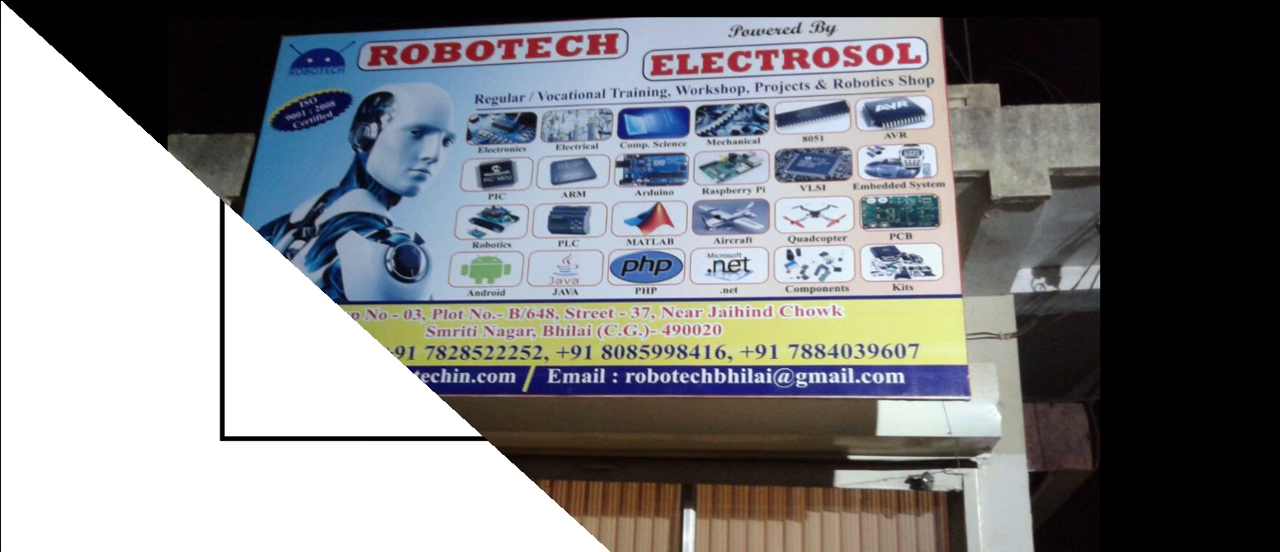 ROBOTECH
ROBOTECH
Powered By
ELECTROSOL
ISO
9001 : 2008
Certified
Regular / Vocational Training, Workshop, Projects & Robotics Shop
Electronics Electrical Comp. Science Mechanical 8051 AVR
AVR
PIC ARM Arduino Raspberry Pi VLSI Embedded System
Robotics PLC MATLAB Aircraft Quadcopter PCB
Java
php
Microsoft
.net
Android JAVA PHP .net Components Kits
No - 03, Plot No.- B/648, Street - 37, Near Jaihind Chowk
Smriti Nagar, Bhilai (C.G.)- 490020
+91 7828522252, +91 8085998416, +91 7884039607
techin.com / Email : robotechbhilai@gmail.com